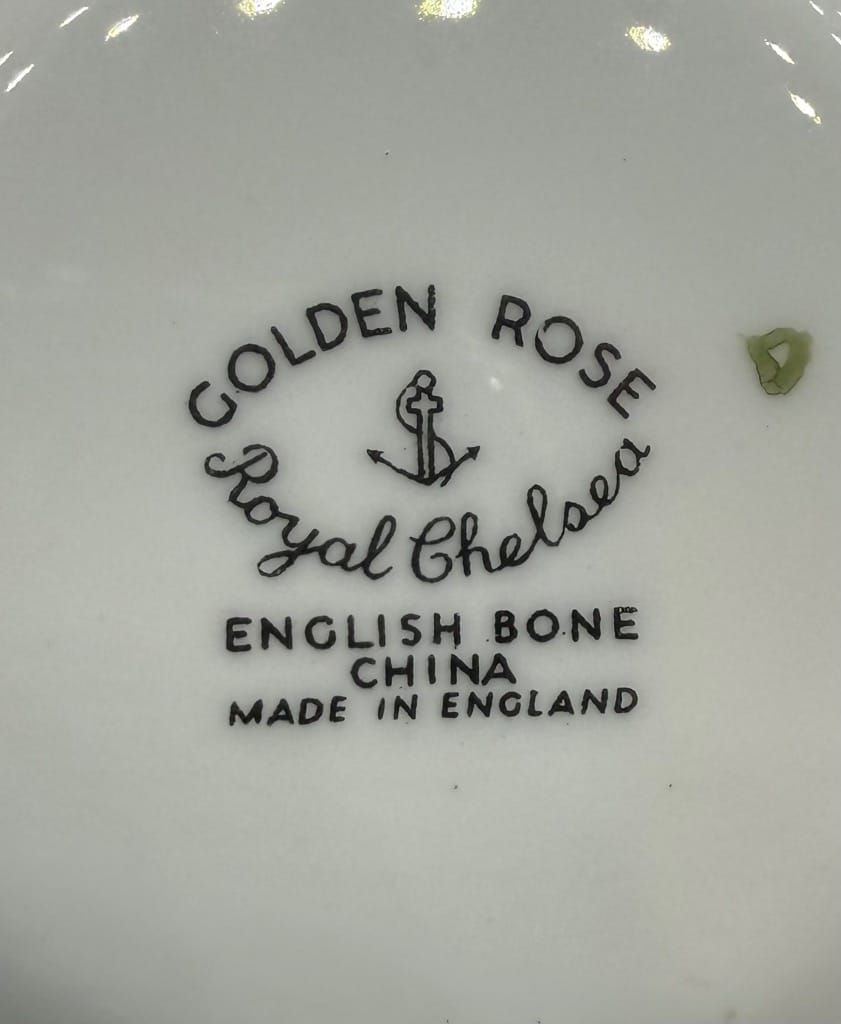 GOLDEN ROSE
Royal Chelsea
ENGLISH BONE
CHINA
MADE IN ENGLAND